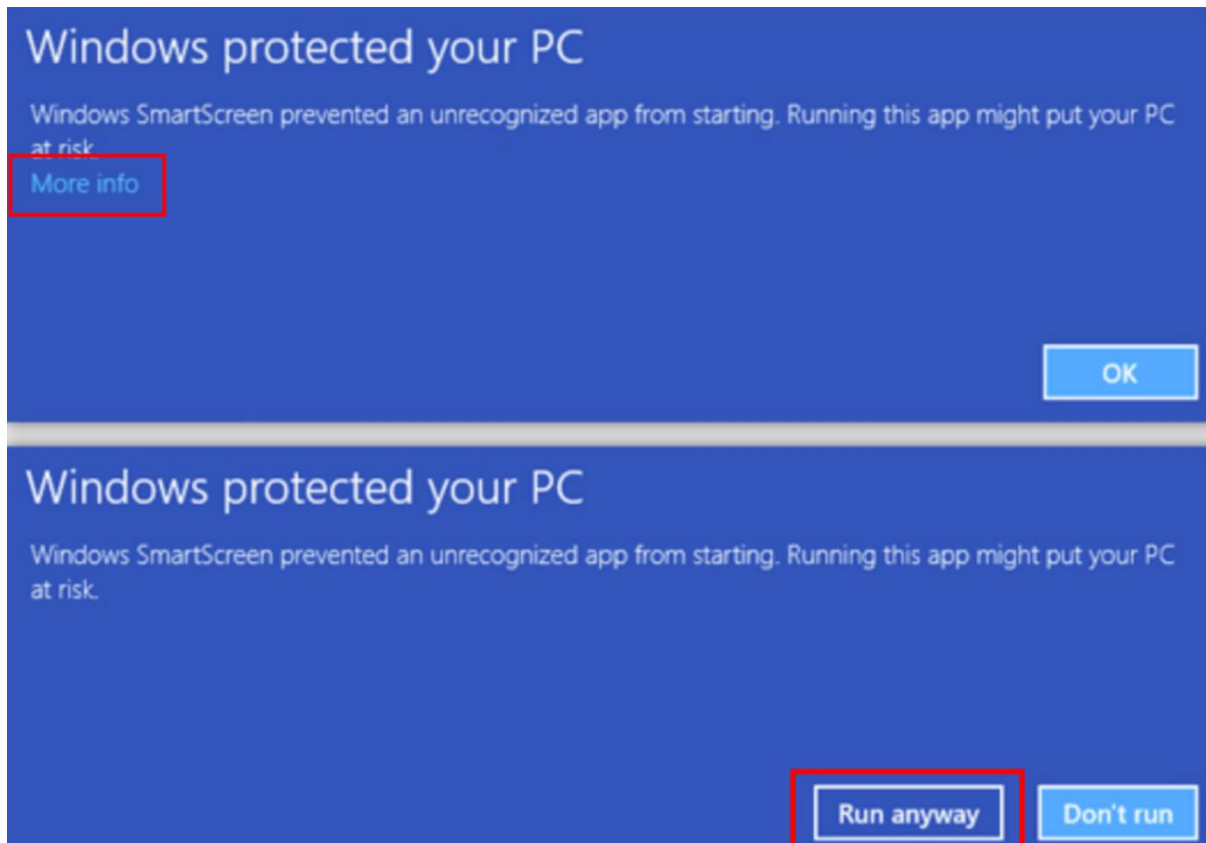 Windows protected your PC
Windows SmartScreen prevented an unrecognized app from starting. Running this app might put your PC
at risk.
More info
OK
Windows protected your PC
Windows SmartScreen prevented an unrecognized app from starting. Running this app might put your PC
at risk.
Run anyway
Don't run